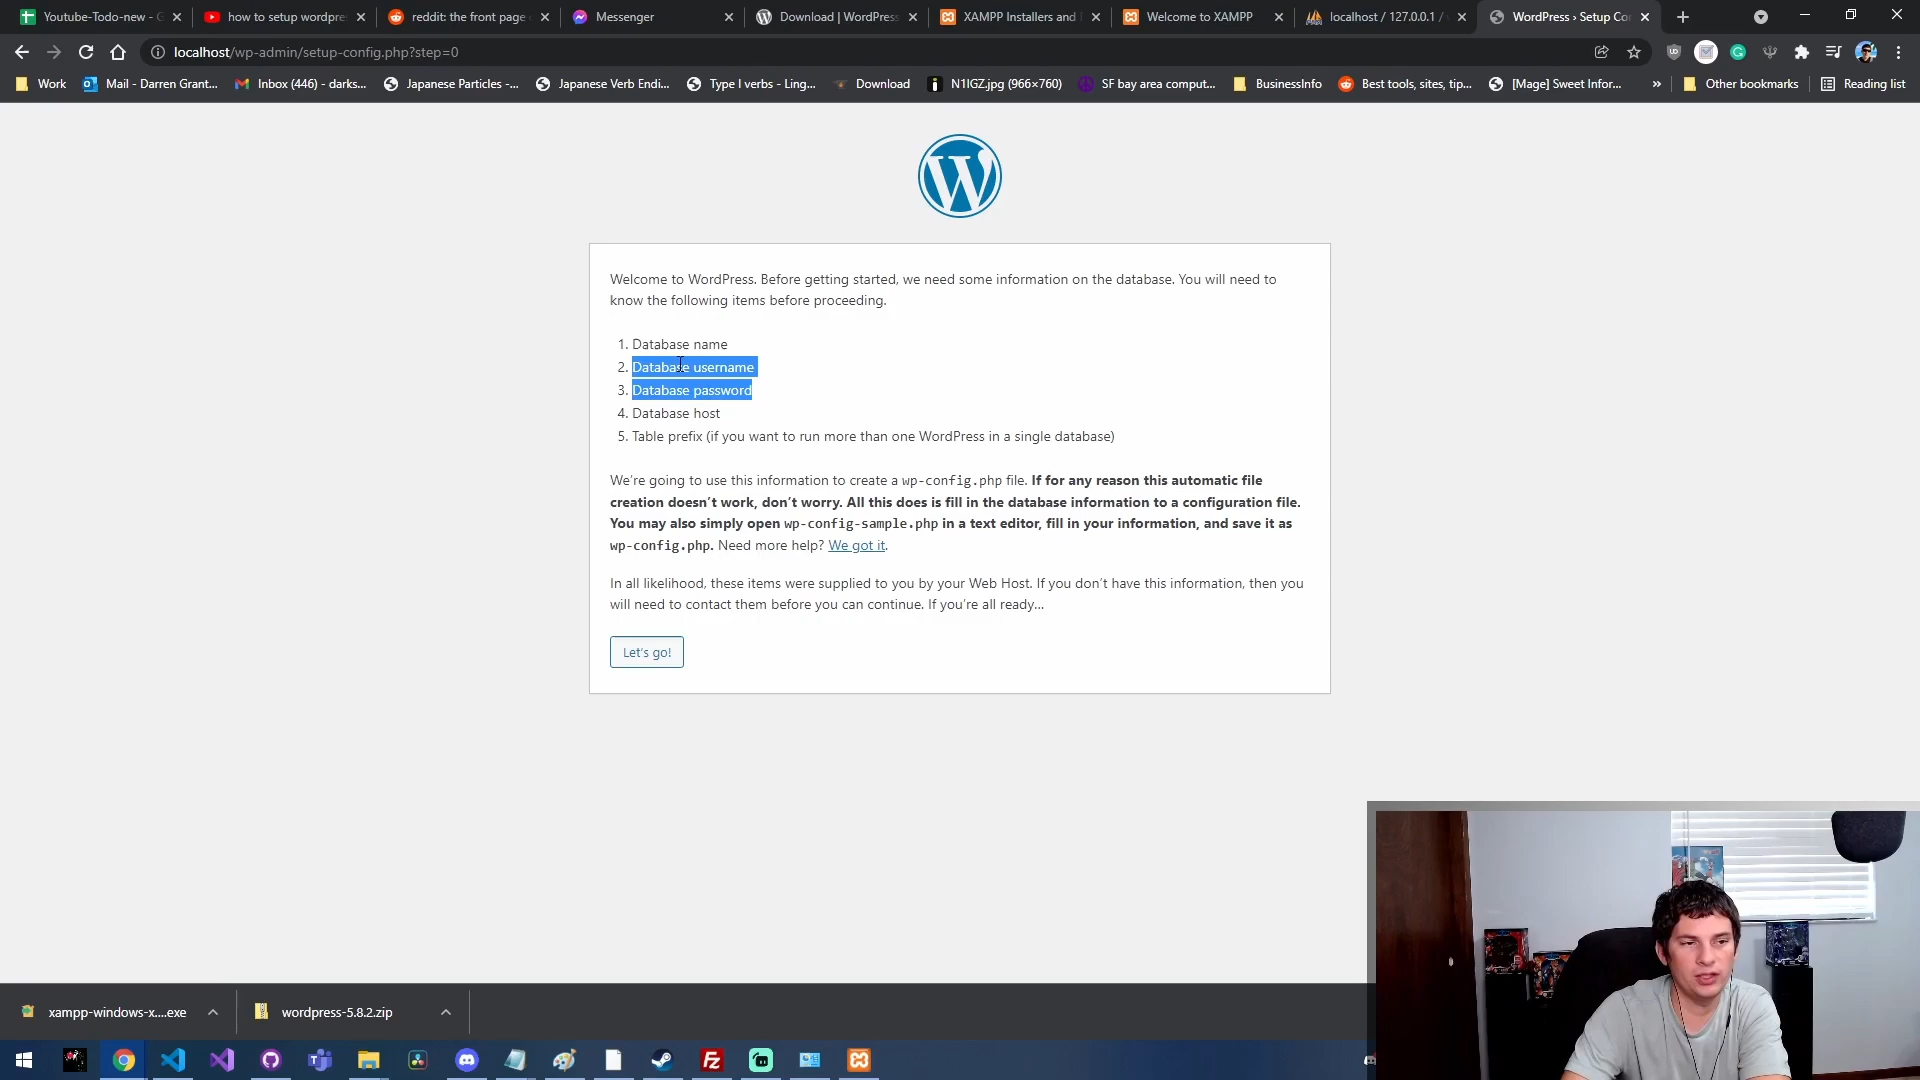 Youtube-Todo-new - G
how to setup wordpre
reddit: the front page
Messenger
Download | WordPress
XAMPP Installers and
Welcome to XAMPP
localhost / 127.0.0.1 /
WordPress › Setup Co
localhost/wp-admin/setup-config.php?step=0
Work
Mail - Darren Grant...
Inbox (446) - darks...
Japanese Particles -...
Japanese Verb Endi...
Type I verbs - Ling...
Download
N1IGZ.jpg (966×760)
SF bay area comput...
BusinessInfo
Best tools, sites, tip...
[Mage] Sweet Infor...
»
Other bookmarks
Reading list
Welcome to WordPress. Before getting started, we need some information on the database. You will need to
know the following items before proceeding.
1. Database name
2. Database username
3. Database password
4. Database host
5. Table prefix (if you want to run more than one WordPress in a single database)
We’re going to use this information to create a wp-config.php file. If for any reason this automatic file
creation doesn’t work, don’t worry. All this does is fill in the database information to a configuration file.
You may also simply open wp-config-sample.php in a text editor, fill in your information, and save it as
wp-config.php. Need more help? We got it.
In all likelihood, these items were supplied to you by your Web Host. If you don’t have this information, then you
will need to contact them before you can continue. If you’re all ready…
Let’s go!
xampp-windows-x....exe
wordpress-5.8.2.zip